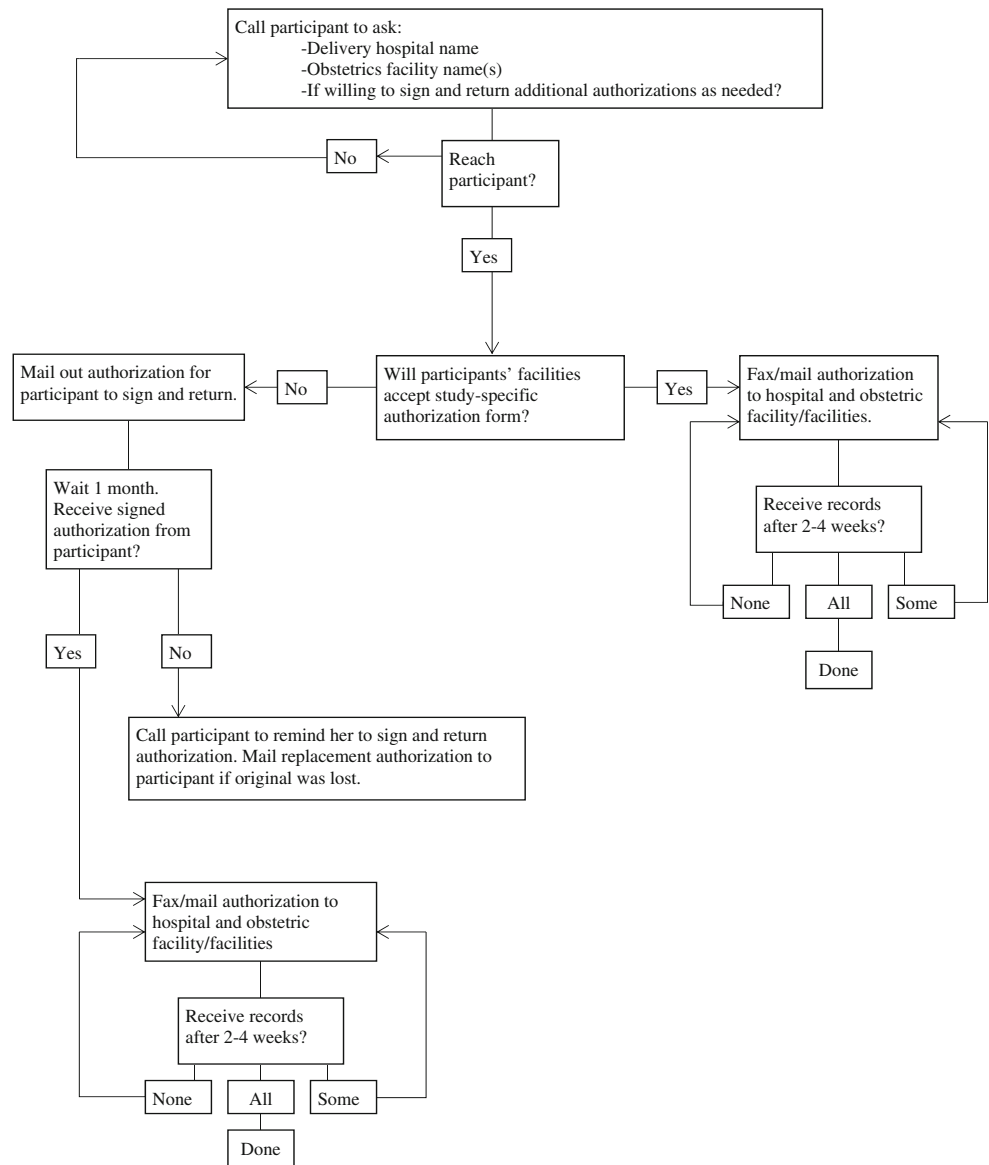 Call participant to ask:
-Delivery hospital name
-Obstetrics facility name(s)
-If willing to sign and return additional authorizations as needed?
No
Reach
participant?
Yes
Mail out authorization for
participant to sign and return.
No
Will participants’ facilities
accept study-specific
authorization form?
Yes
Fax/mail authorization
to hospital and obstetric
facility/facilities.
Wait 1 month.
Receive signed
authorization from
participant?
Receive records
after 2-4 weeks?
None
All
Some
Done
Yes
No
Call participant to remind her to sign and return
authorization. Mail replacement authorization to
participant if original was lost.
Fax/mail authorization to
hospital and obstetric
facility/facilities
Receive records
after 2-4 weeks?
None
All
Some
Done